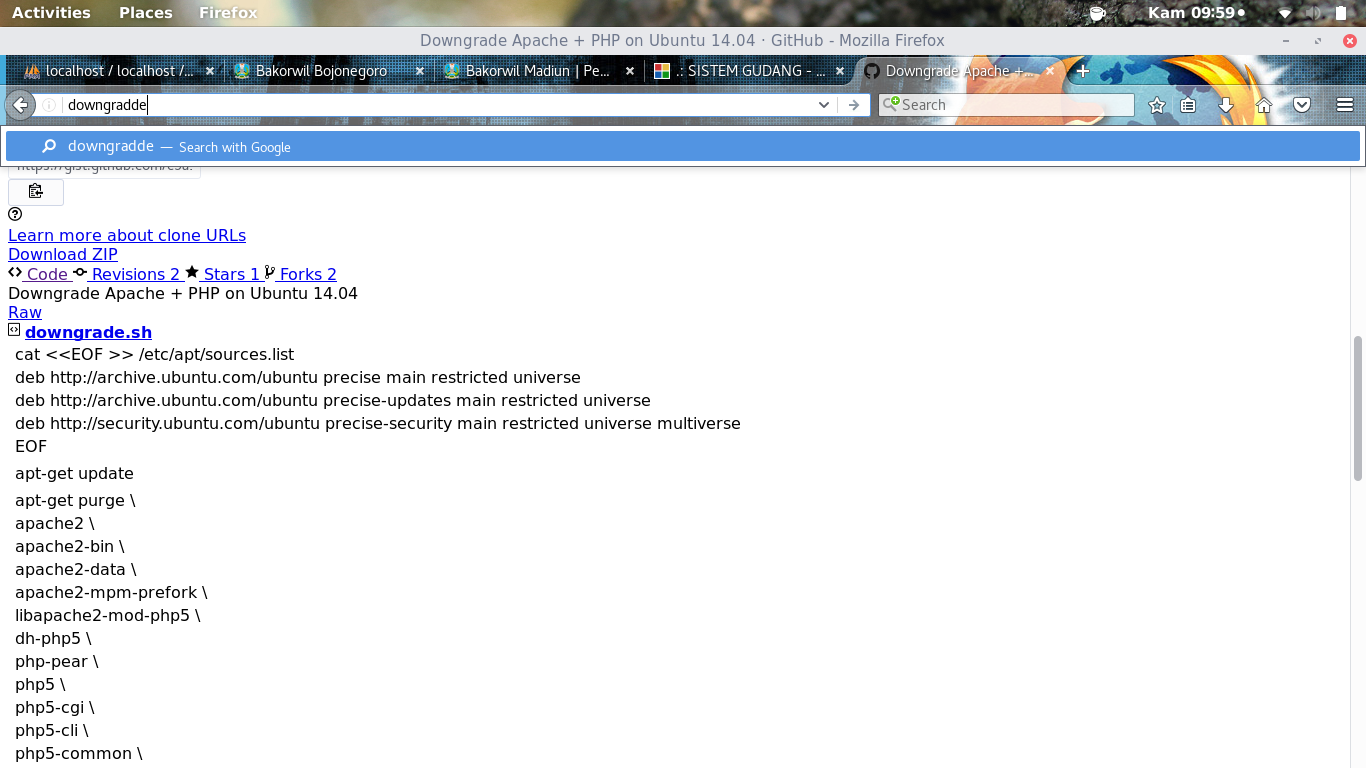 Activities Places Firefox Kam 09:59
Downgrade Apache + PHP on Ubuntu 14.04 · GitHub - Mozilla Firefox
localhost / localhost /... Bakorwil Bojonegoro Bakorwil Madiun | Pe... .: SISTEM GUDANG - ... Downgrade Apache +...
downgradde Search
downgradde — Search with Google
Learn more about clone URLs
Download ZIP
Code Revisions 2 Stars 1 Forks 2
Downgrade Apache + PHP on Ubuntu 14.04
Raw
downgrade.sh
cat <<EOF >> /etc/apt/sources.list
deb http://archive.ubuntu.com/ubuntu precise main restricted universe
deb http://archive.ubuntu.com/ubuntu precise-updates main restricted universe
deb http://security.ubuntu.com/ubuntu precise-security main restricted universe multiverse
EOF
apt-get update
apt-get purge \
apache2 \
apache2-bin \
apache2-data \
apache2-mpm-prefork \
libapache2-mod-php5 \
dh-php5 \
php-pear \
php5 \
php5-cgi \
php5-cli \
php5-common \